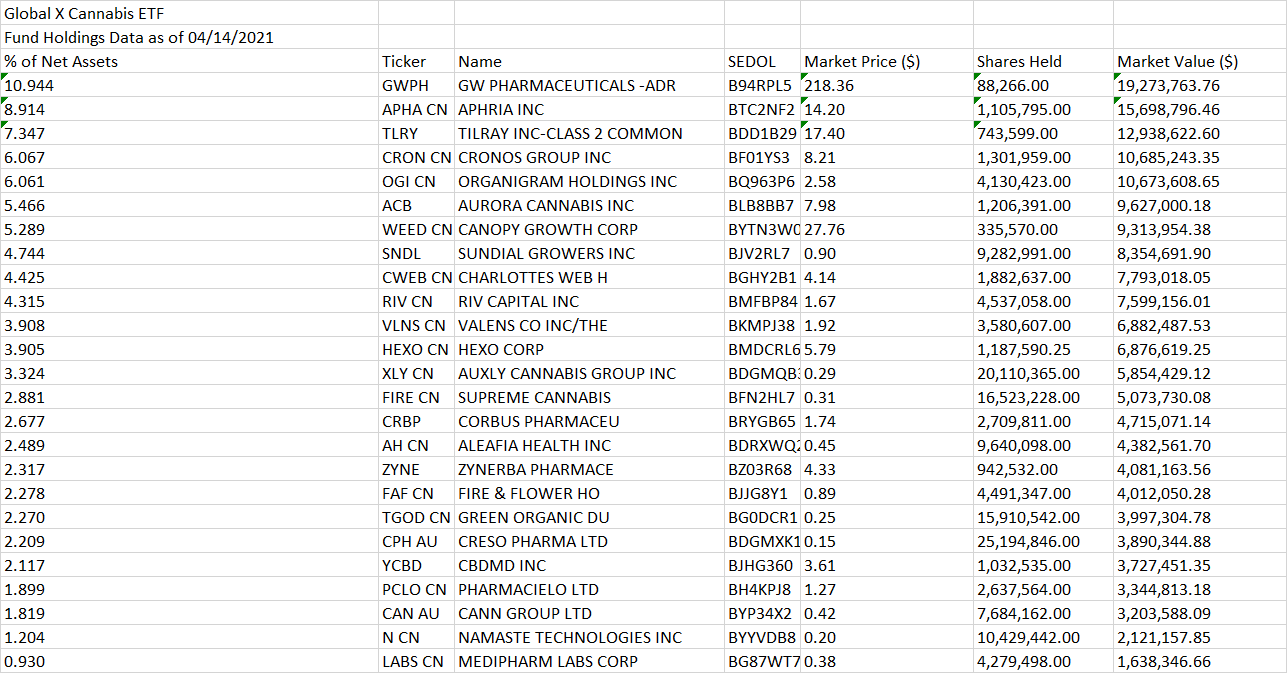 Global X Cannabis ETF
Fund Holdings Data as of 04/14/2021
% of Net Assets Ticker Name SEDOL Market Price ($) Shares Held Market Value ($)
10.944 GWPH GW PHARMACEUTICALS -ADR B94RPL5 218.36 88,266.00 19,273,763.76
8.914 APHA CN APHRIA INC BTC2NF2 14.20 1,105,795.00 15,698,796.46
7.347 TLRY TILRAY INC-CLASS 2 COMMON BDD1B29 17.40 743,599.00 12,938,622.60
6.067 CRON CN CRONOS GROUP INC BF01YS3 8.21 1,301,959.00 10,685,243.35
6.061 OGI CN ORGANIGRAM HOLDINGS INC BQ963P6 2.58 4,130,423.00 10,673,608.65
5.466 ACB AURORA CANNABIS INC BLB8BB7 7.98 1,206,391.00 9,627,000.18
5.289 WEED CN CANOPY GROWTH CORP BYTN3W0 27.76 335,570.00 9,313,954.38
4.744 SNDL SUNDIAL GROWERS INC BJV2RL7 0.90 9,282,991.00 8,354,691.90
4.425 CWEB CN CHARLOTTES WEB H BGHY2B1 4.14 1,882,637.00 7,793,018.05
4.315 RIV CN RIV CAPITAL INC BMFBP84 1.67 4,537,058.00 7,599,156.01
3.908 VLNS CN VALENS CO INC/THE BKMPJ38 1.92 3,580,607.00 6,882,487.53
3.905 HEXO CN HEXO CORP BMDCRL6 5.79 1,187,590.25 6,876,619.25
3.324 XLY CN AUXLY CANNABIS GROUP INC 0.29 20,110,365.00 5,854,429.12
2.881 FIRE CN SUPREME CANNABIS BFN2HL7 0.31 16,523,228.00 5,073,730.08
2.677 CRBP CORBUS PHARMACEU BRYGB65 1.74 2,709,811.00 4,715,071.14
2.489 AH CN ALEAFIA HEALTH INC 0.45 9,640,098.00 4,382,561.70
2.317 ZYNE ZYNERBA PHARMACE BZ03R68 4.33 942,532.00 4,081,163.56
2.278 FAF CN FIRE & FLOWER HO BJJG8Y1 0.89 4,491,347.00 4,012,050.28
2.270 TGOD CN GREEN ORGANIC DU BG0DCR1 0.25 15,910,542.00 3,997,304.78
2.209 CPH AU CRESO PHARMA LTD BDGMXK1 0.15 25,194,846.00 3,890,344.88
2.117 YCBD CBDMD INC BJHG360 3.61 1,032,535.00 3,727,451.35
1.899 PCLO CN PHARMACIELO LTD BH4KPJ8 1.27 2,637,564.00 3,344,813.18
1.819 CAN AU CANN GROUP LTD BYP34X2 0.42 7,684,162.00 3,203,588.09
1.204 N CN NAMASTE TECHNOLOGIES INC BYYVDB8 0.20 10,429,442.00 2,121,157.85
0.930 LABS CN MEDIPHARM LABS CORP BG87WT7 0.38 4,279,498.00 1,638,346.66